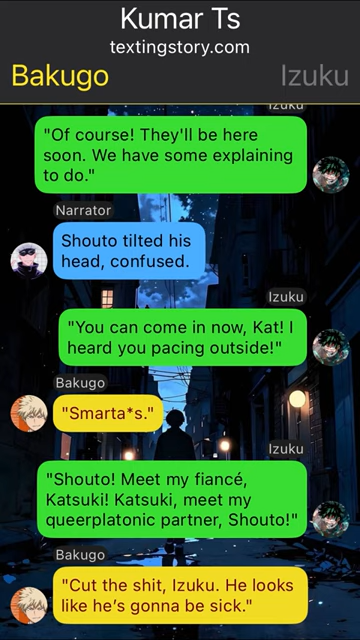 Kumar Ts
textingstory.com
Bakugo
Izuku
Izuku
"Of course! They'll be here
soon. We have some explaining
to do."
Narrator
Shouto tilted his
head, confused.
Izuku
"You can come in now, Kat! I
heard you pacing outside!"
Bakugo
"Smarta*s."
Izuku
"Shouto! Meet my fiancé,
Katsuki! Katsuki, meet my
queerplatonic partner, Shouto!"
Bakugo
"Cut the shit, Izuku. He looks
like he’s gonna be sick."